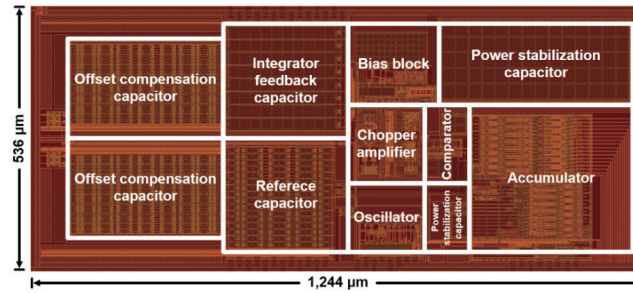 Offset compensation
capacitor
Integrator
feedback
capacitor
Bias block
Power stabilization
capacitor
Chopper
amplifier
Comparator
Accumulator
Offset compensation
capacitor
Referece
capacitor
Oscillator
Power
stabilization
capacitor
536 µm
1,244 µm